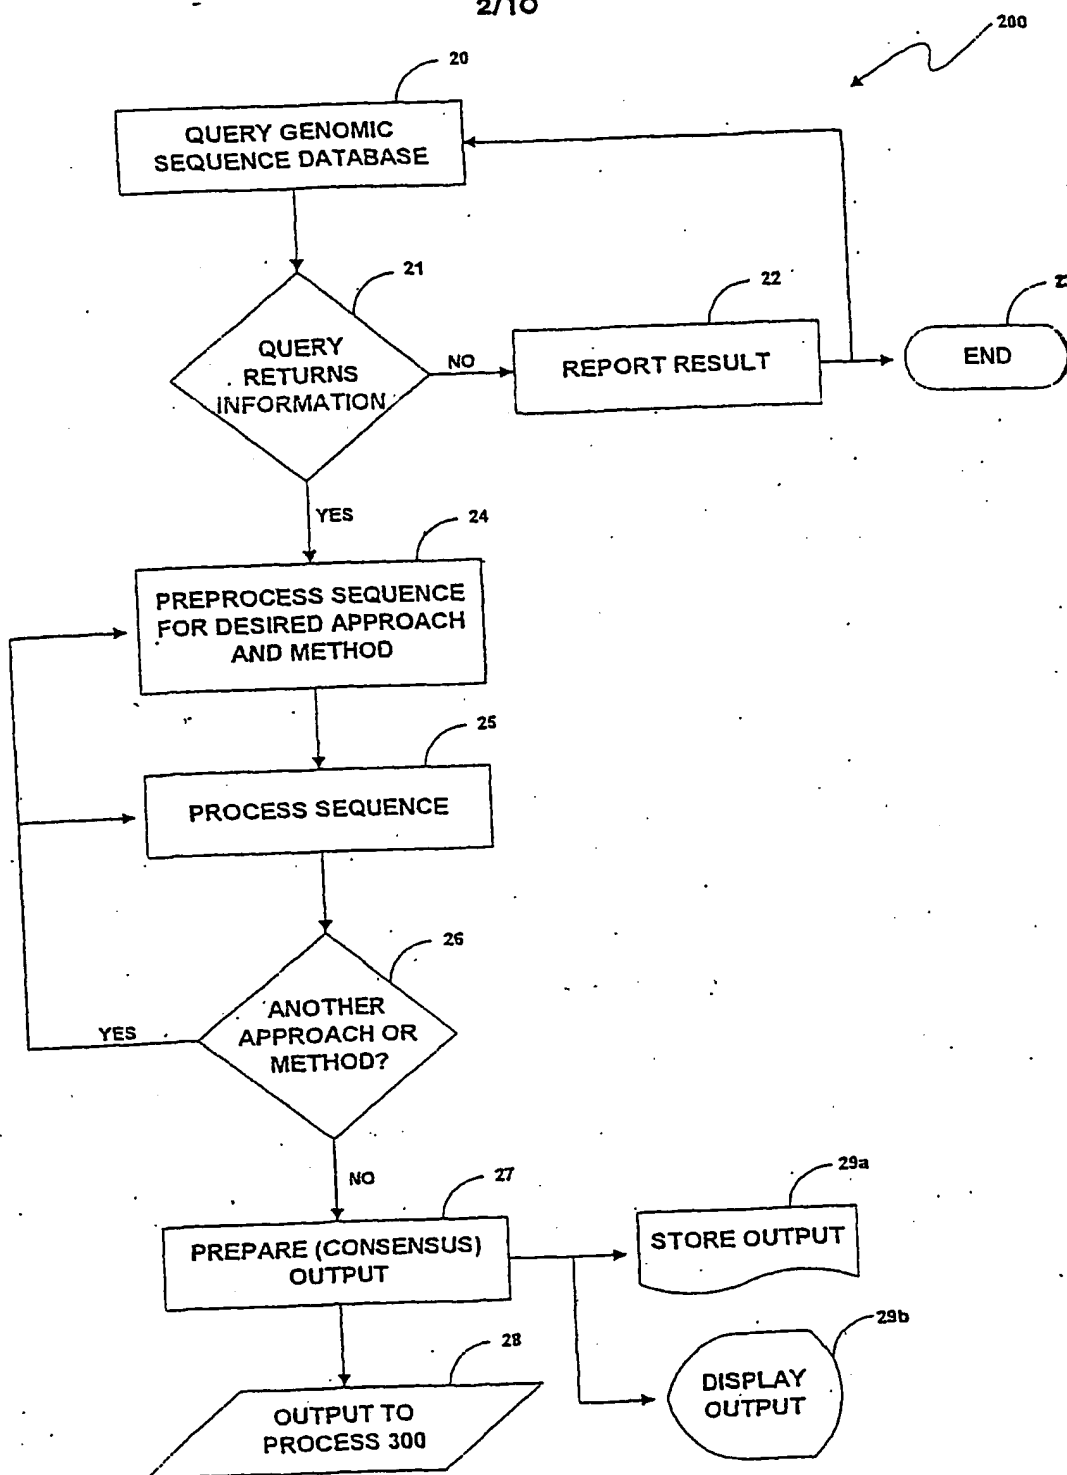 2/10
200
20
QUERY GENOMIC
SEQUENCE DATABASE
21
QUERY
RETURNS
INFORMATION
NO
22
REPORT RESULT
END
YES
24
PREPROCESS SEQUENCE
FOR DESIRED APPROACH
AND METHOD
25
PROCESS SEQUENCE
26
ANOTHER
APPROACH OR
METHOD?
YES
NO
27
PREPARE (CONSENSUS)
OUTPUT
29a
STORE OUTPUT
29b
DISPLAY
OUTPUT
28
OUTPUT TO
PROCESS 300